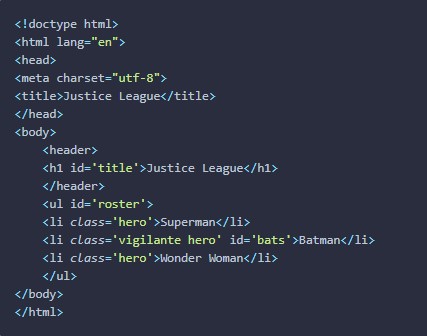 <!doctype html>
<html lang="en">
<head>
<meta charset="utf-8">
<title>Justice League</title>
</head>
<body>
    <header>
    <h1 id='title'>Justice League</h1>
    </header>
    <ul id='roster'>
    <li class='hero'>Superman</li>
    <li class='vigilante hero' id='bats'>Batman</li>
    <li class='hero'>Wonder Woman</li>
    </ul>
</body>
</html>